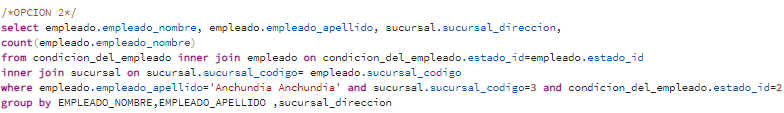 /*OPCION 2*/
select empleado.empleado_nombre, empleado.empleado_apellido, sucursal.sucursal_direccion,
count(empleado.empleado_nombre)
from condicion_del_empleado inner join empleado on condicion_del_empleado.estado_id=empleado.estado_id
inner join sucursal on sucursal.sucursal_codigo= empleado.sucursal_codigo
where empleado.empleado_apellido='Anchundia Anchundia' and sucursal.sucursal_codigo=3 and condicion_del_empleado.estado_id=2
group by EMPLEADO_NOMBRE,EMPLEADO_APELLIDO ,sucursal_direccion